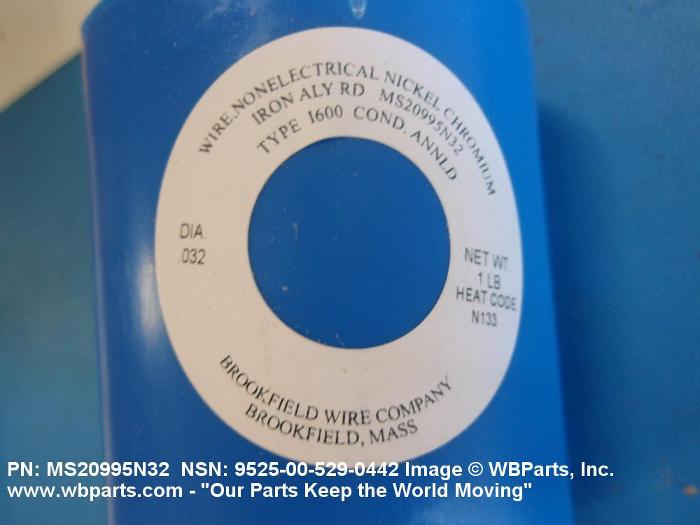 WIRE,NONELECTRICAL NICKEL CHROMIUM
IRON ALY RD MS20995N32
TYPE 1600 COND. ANNLD
DIA.
.032
NET WT.
1 LB
HEAT CODE
N133
BROOKFIELD WIRE COMPANY
BROOKFIELD, MASS
PN: MS20995N32 NSN: 9525-00-529-0442 Image © WBParts, Inc.
www.wbparts.com - "Our Parts Keep the World Moving"